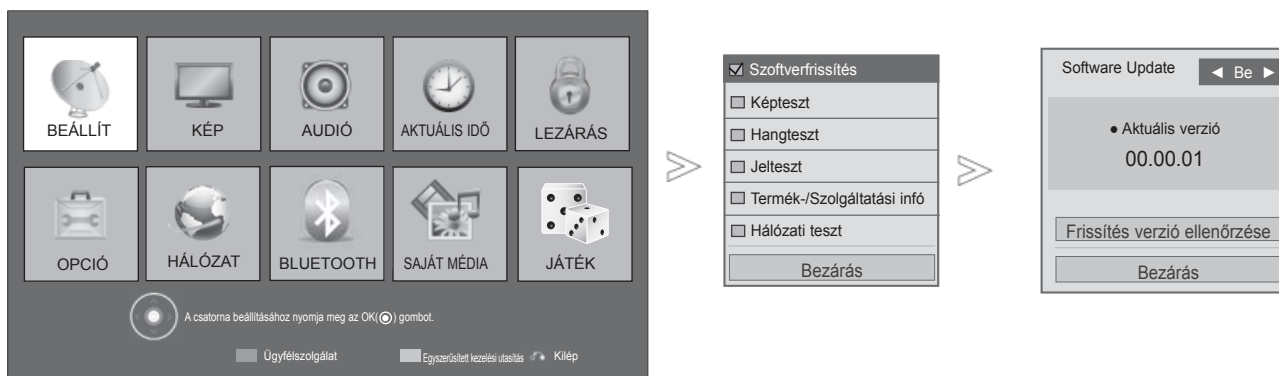 BEÁLLÍT
KÉP
AUDIÓ
AKTUÁLIS IDŐ
LEZÁRÁS
OPCIÓ
HÁLÓZAT
BLUETOOTH
SAJÁT MÉDIA
JÁTÉK
A csatorna beállításához nyomja meg az OK(◉) gombot.
Ügyfélszolgálat
Egyszerűsített kezelési utasítás
Kilép
Szoftverfrissítés
Képteszt
Hangteszt
Jelteszt
Termék-/Szolgáltatási infó
Hálózati teszt
Bezárás
Software Update ◄ Be ►
● Aktuális verzió
00.00.01
Frissítés verzió ellenőrzése
Bezárás